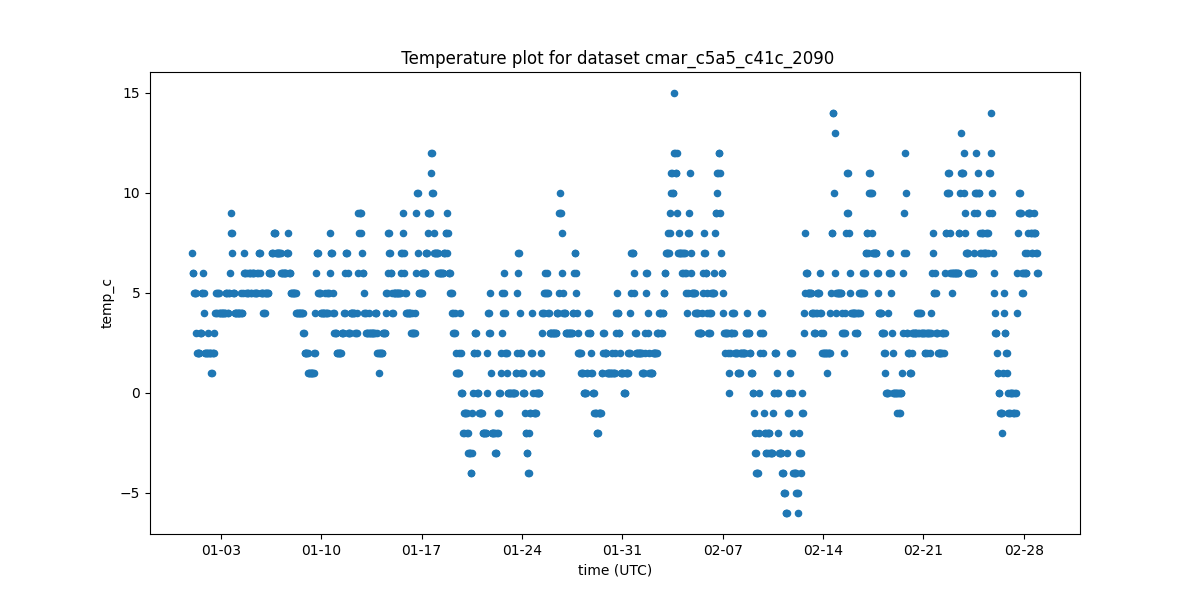 Temperature plot for dataset cmar_c5a5_c41c_2090
15
10
5
0
−5
temp_c
01-03 01-10 01-17 01-24 01-31 02-07 02-14 02-21 02-28
time (UTC)